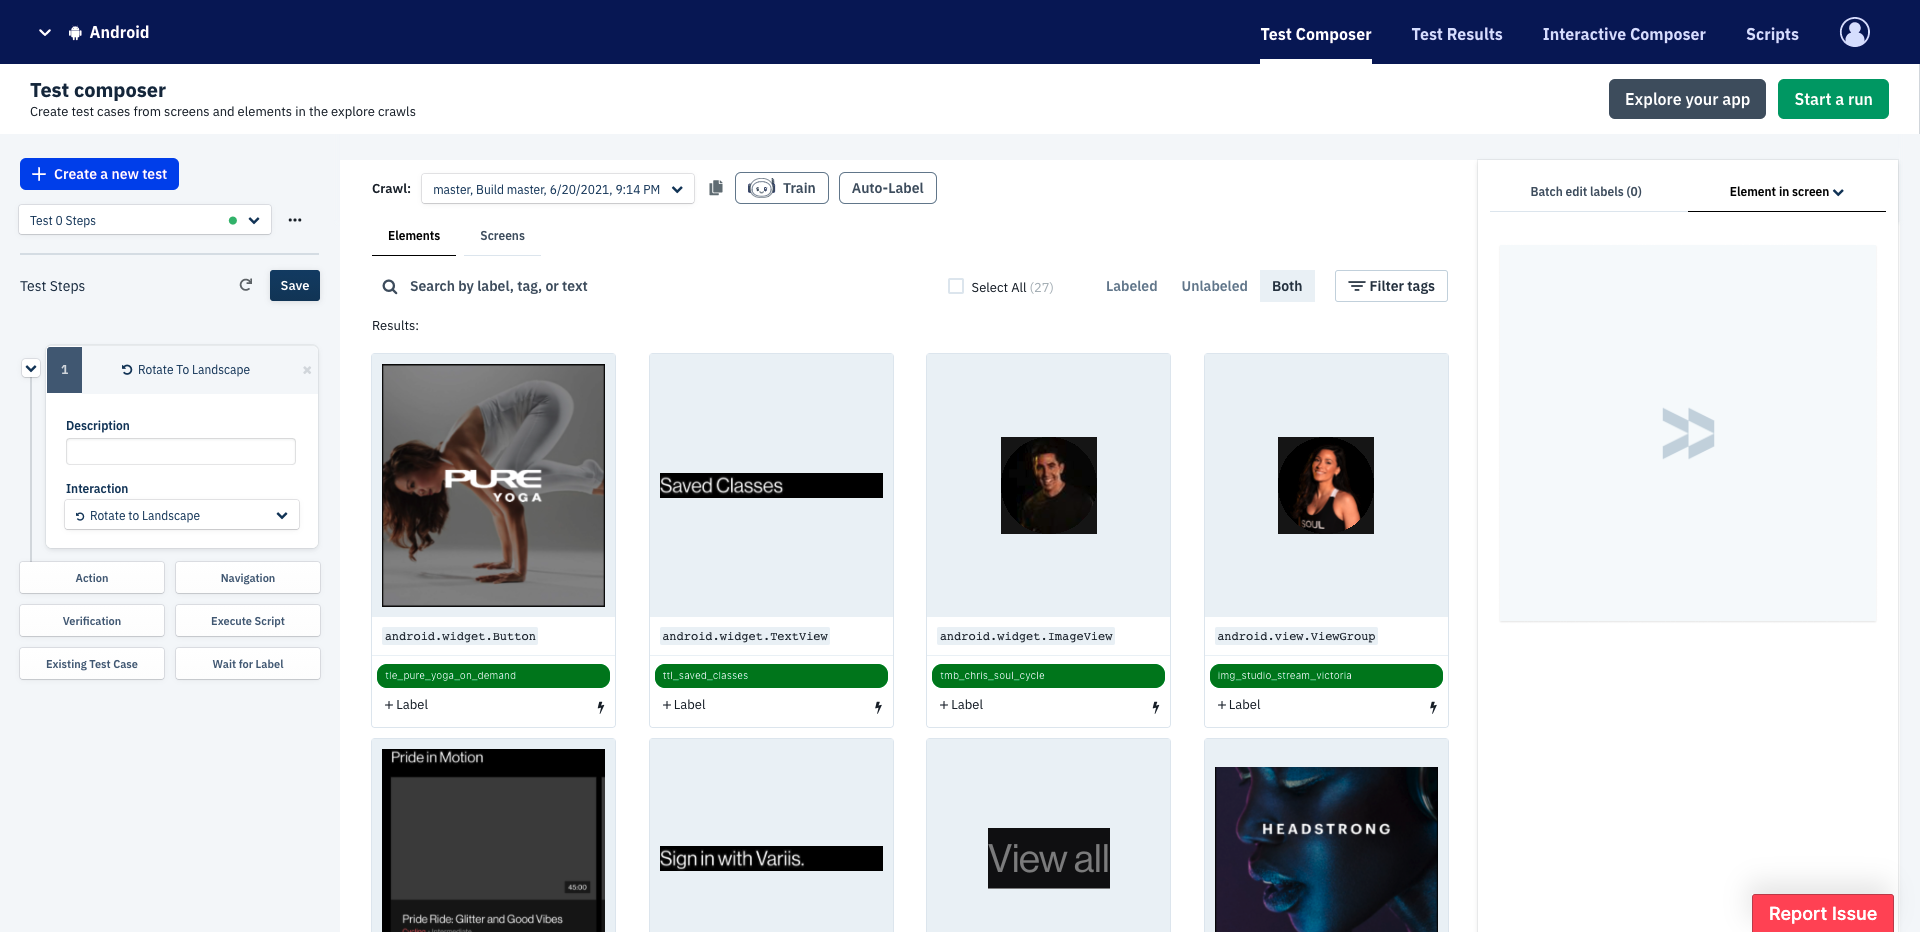 Android
Test Composer
Test Results
Interactive Composer
Scripts
Test composer
Create test cases from screens and elements in the explore crawls
Explore your app
Start a run
Create a new test
Test 0 Steps
Test Steps
Save
1
Rotate To Landscape
Description
Interaction
Rotate to Landscape
Action
Navigation
Verification
Execute Script
Existing Test Case
Wait for Label
Crawl:
master, Build master, 6/20/2021, 9:14 PM
Train
Auto-Label
Elements
Screens
Search by label, tag, or text
Select All (27)
Labeled
Unlabeled
Both
Filter tags
Results:
PURE
YOGA
Saved Classes
SOUL
android.widget.Button
android.widget.TextView
android.widget.ImageView
android.view.ViewGroup
tle_pure_yoga_on_demand
ttl_saved_classes
tmb_chris_soul_cycle
img_studio_stream_victoria
+ Label
+ Label
+ Label
+ Label
Pride in Motion
45:00
Pride Ride: Glitter and Good Vibes
Cycling - Intermediate
Sign in with Variis.
View all
HEADSTRONG
Batch edit labels (0)
Element in screen
Report Issue